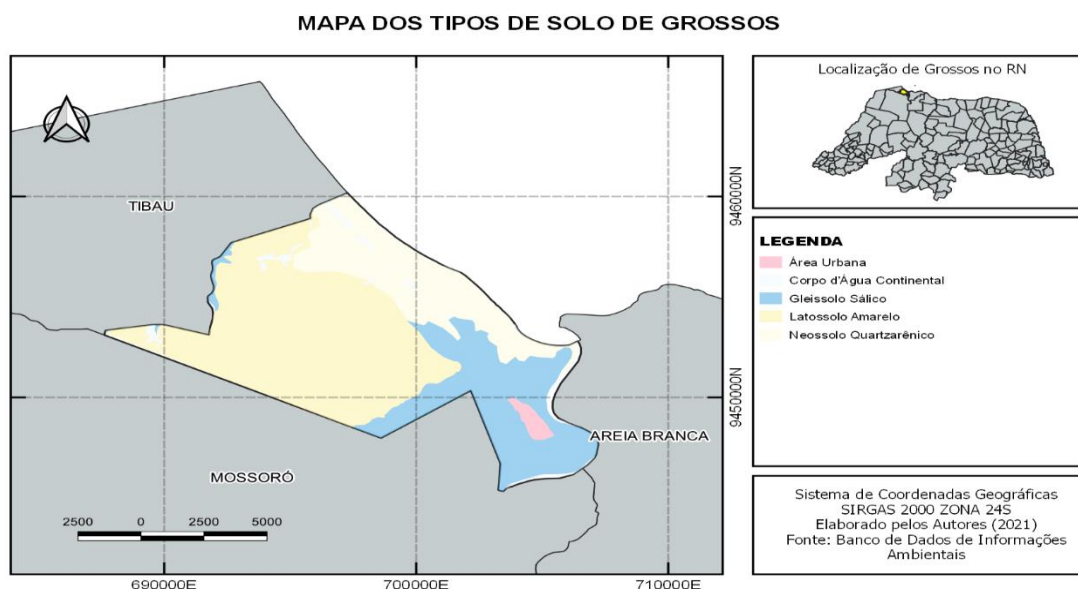 MAPA DOS TIPOS DE SOLO DE GROSSOS
Localização de Grossos no RN
TIBAU
9460000N
LEGENDA
Área Urbana
Corpo d'Água Continental
Gleissolo Sálico
Latossolo Amarelo
Neossolo Quartzarênico
9450000N
AREIA BRANCA
MOSSORÓ
2500 0 2500 5000
Sistema de Coordenadas Geográficas
SIRGAS 2000 ZONA 24S
Elaborado pelos Autores (2021)
Fonte: Banco de Dados de Informações
Ambientais
690000E 700000E 710000E